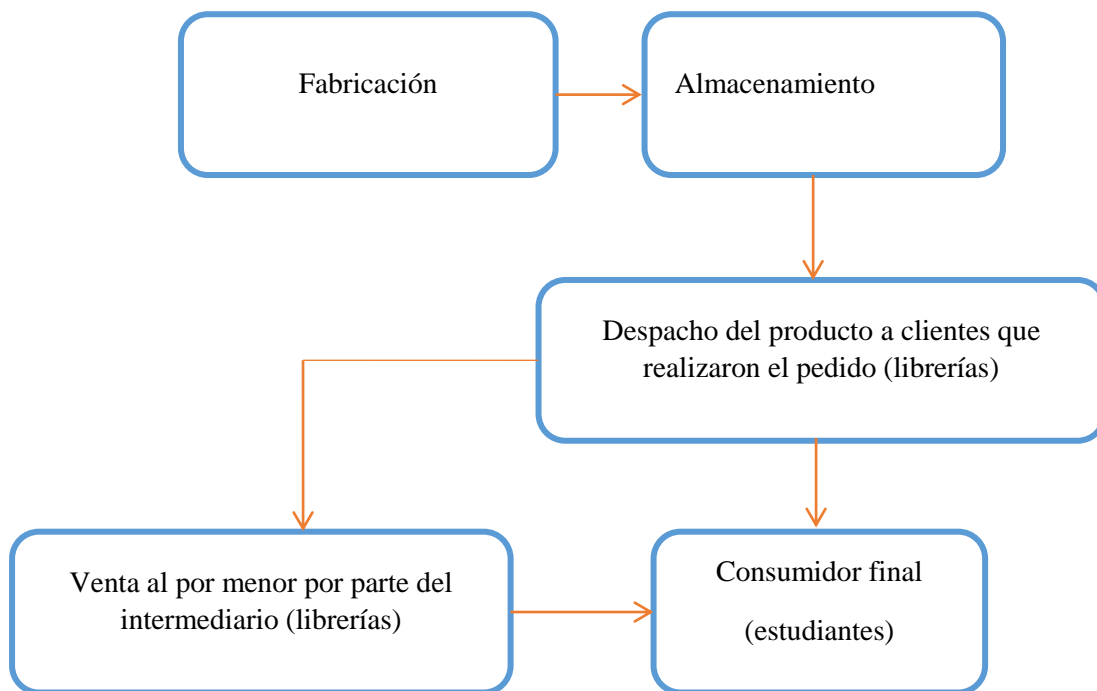 Fabricación
Almacenamiento
Despacho del producto a clientes que
realizaron el pedido (librerías)
Venta al por menor por parte del
intermediario (librerías)
Consumidor final
(estudiantes)